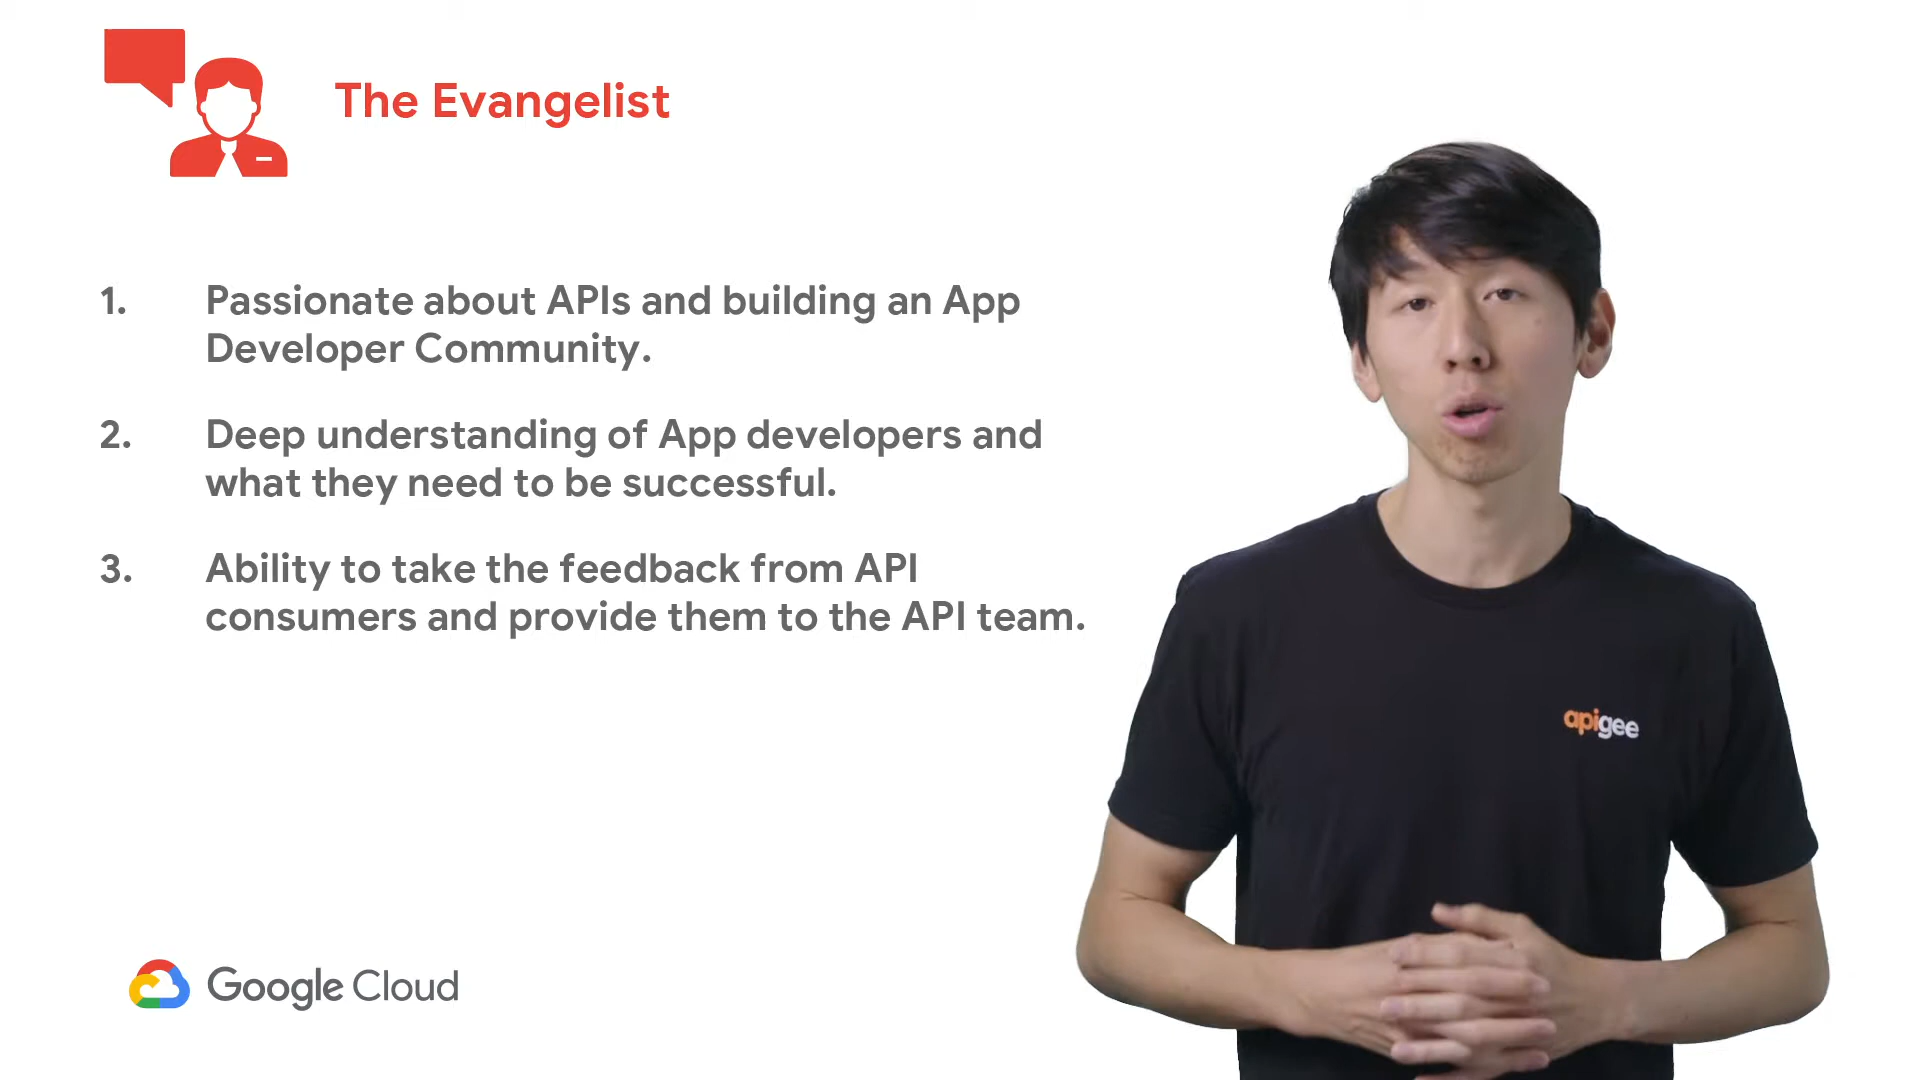 The Evangelist
1. Passionate about APIs and building an App
Developer Community.
2. Deep understanding of App developers and
what they need to be successful.
3. Ability to take the feedback from API
consumers and provide them to the API team.
apigee
Google Cloud